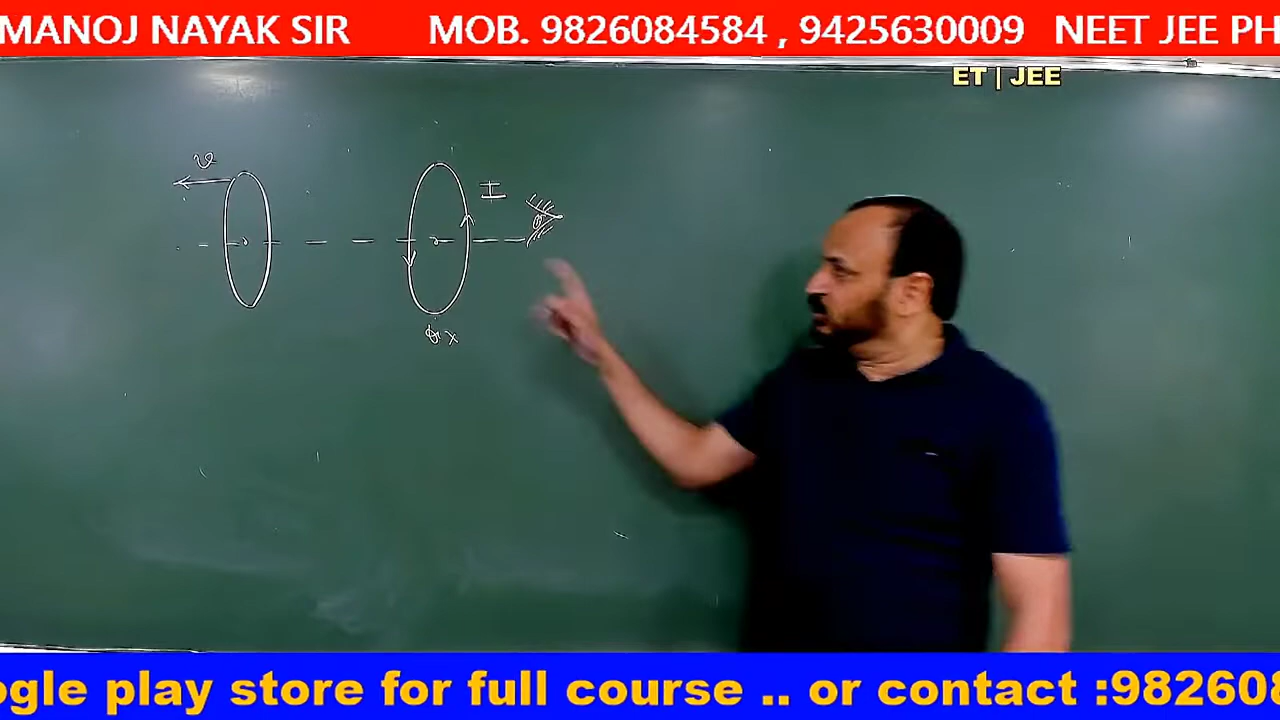 MANOJ NAYAK SIR MOB. 9826084584 , 9425630009 NEET JEE PH
ET | JEE
v
I
x
ogle play store for full course .. or contact :982608